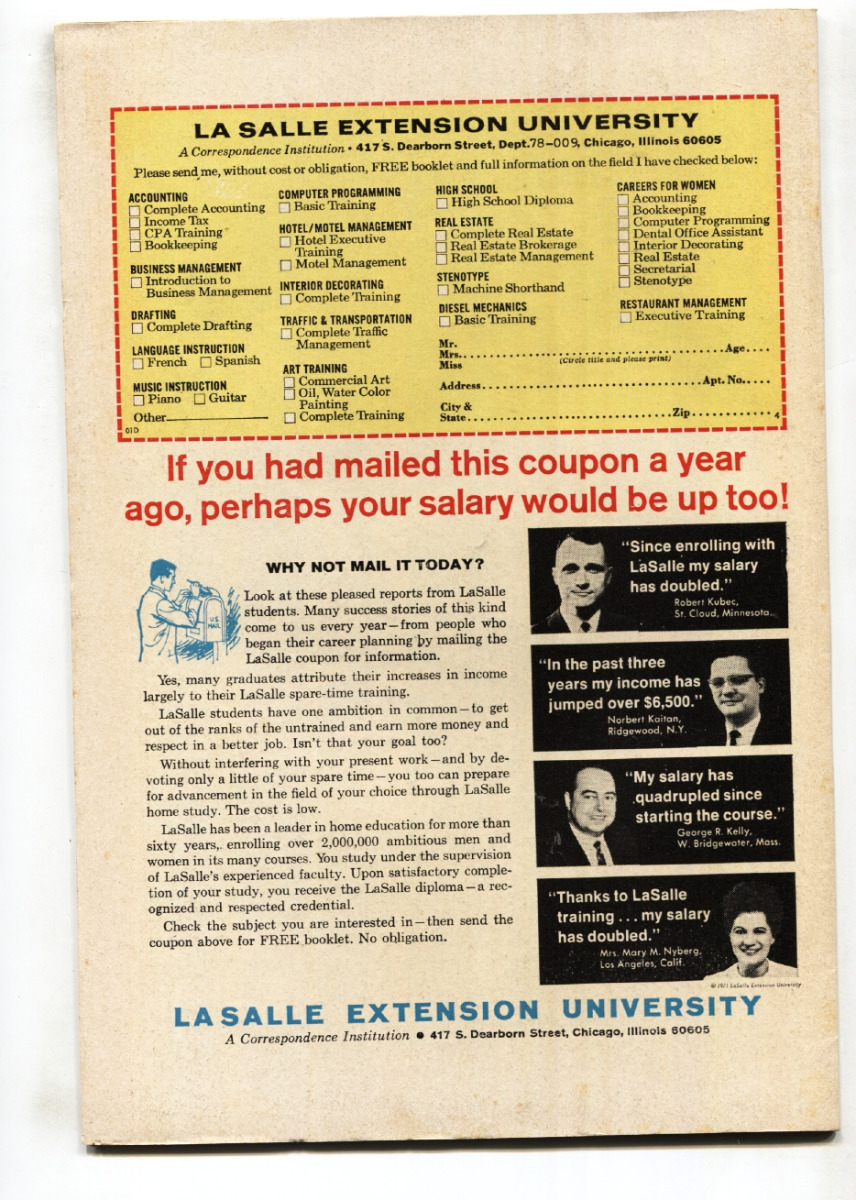 LA SALLE EXTENSION UNIVERSITY
A Correspondence Institution • 417 S. Dearborn Street, Dept. 78-009, Chicago, Illinois 60605
Please send me, without cost or obligation, FREE booklet and full information on the field I have checked below:
ACCOUNTING
Complete Accounting
Income Tax
CPA Training
Bookkeeping
BUSINESS MANAGEMENT
Introduction to
Business Management
DRAFTING
Complete Drafting
LANGUAGE INSTRUCTION
French Spanish
MUSIC INSTRUCTION
Piano Guitar
Other
01D
COMPUTER PROGRAMMING
Basic Training
HOTEL/MOTEL MANAGEMENT
Hotel Executive
Training
Motel Management
INTERIOR DECORATING
Complete Training
TRAFFIC & TRANSPORTATION
Complete Traffic
Management
ART TRAINING
Commercial Art
Oil, Water Color
Painting
Complete Training
HIGH SCHOOL
High School Diploma
REAL ESTATE
Complete Real Estate
Real Estate Brokerage
Real Estate Management
STENOTYPE
Machine Shorthand
DIESEL MECHANICS
Basic Training
CAREERS FOR WOMEN
Accounting
Bookkeeping
Computer Programming
Dental Office Assistant
Interior Decorating
Real Estate
Secretarial
Stenotype
RESTAURANT MANAGEMENT
Executive Training
Mr.
Mrs. Age
Miss (Circle title and please print)
Address Apt. No.
City &
State Zip 4
If you had mailed this coupon a year
ago, perhaps your salary would be up too!
WHY NOT MAIL IT TODAY?
U.S.
MAIL
Look at these pleased reports from LaSalle
students. Many success stories of this kind
come to us every year—from people who
began their career planning by mailing the
LaSalle coupon for information.
Yes, many graduates attribute their increases in income
largely to their LaSalle spare-time training.
LaSalle students have one ambition in common—to get
out of the ranks of the untrained and earn more money and
respect in a better job. Isn't that your goal too?
Without interfering with your present work—and by de-
voting only a little of your spare time—you too can prepare
for advancement in the field of your choice through LaSalle
home study. The cost is low.
LaSalle has been a leader in home education for more than
sixty years, enrolling over 2,000,000 ambitious men and
women in its many courses. You study under the supervision
of LaSalle's experienced faculty. Upon satisfactory comple-
tion of your study, you receive the LaSalle diploma—a rec-
ognized and respected credential.
Check the subject you are interested in—then send the
coupon above for FREE booklet. No obligation.
"Since enrolling with
LaSalle my salary
has doubled."
Robert Kubec,
St. Cloud, Minnesota.
"In the past three
years my income has
jumped over $6,500."
Norbert Kaitan,
Ridgewood, N.Y.
"My salary has
quadrupled since
starting the course."
George R. Kelly,
W. Bridgewater, Mass.
"Thanks to LaSalle
training ... my salary
has doubled."
Mrs. Mary M. Nyberg,
Los Angeles, Calif.
© 1971 LaSalle Extension University
LA SALLE EXTENSION UNIVERSITY
A Correspondence Institution • 417 S. Dearborn Street, Chicago, Illinois 60605